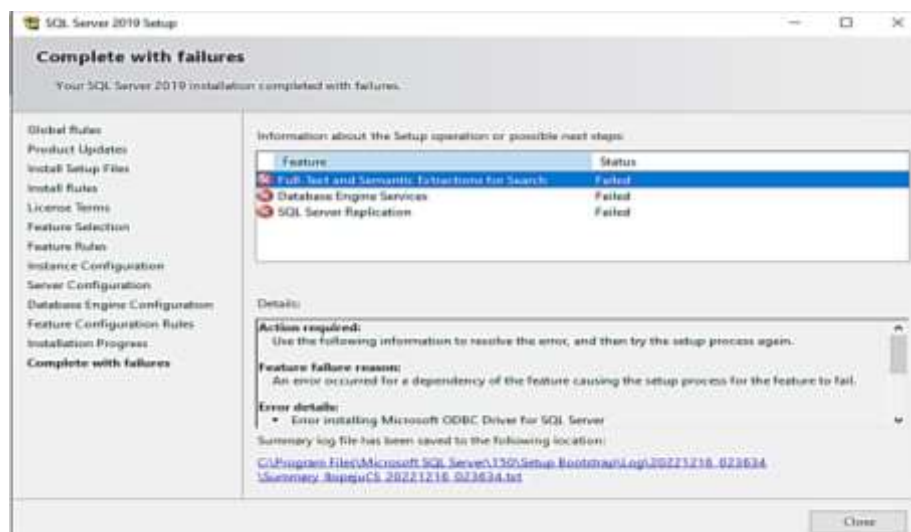 SQL Server 2019 Setup
Complete with failures
Your SQL Server 2019 installation completed with failures.
Global Rules
Product Updates
Install Setup Files
Install Rules
License Terms
Feature Selection
Feature Rules
Instance Configuration
Server Configuration
Database Engine Configuration
Feature Configuration Rules
Installation Progress
Complete with failures
Information about the Setup operation or possible next steps:
Feature Status
Full-Text and Semantic Extractions for Search Failed
Database Engine Services Failed
SQL Server Replication Failed
Details:
Action required:
Use the following information to resolve the error, and then try the setup process again.
Feature failure reason:
An error occurred for a dependency of the feature causing the setup process for the feature to fail.
Error details:
• Error installing Microsoft ODBC Driver for SQL Server
Summary log file has been saved to the following location:
C:\Program Files\Microsoft SQL Server\150\Setup Bootstrap\Log\20221216_023634
20221216_023634.txt
Close